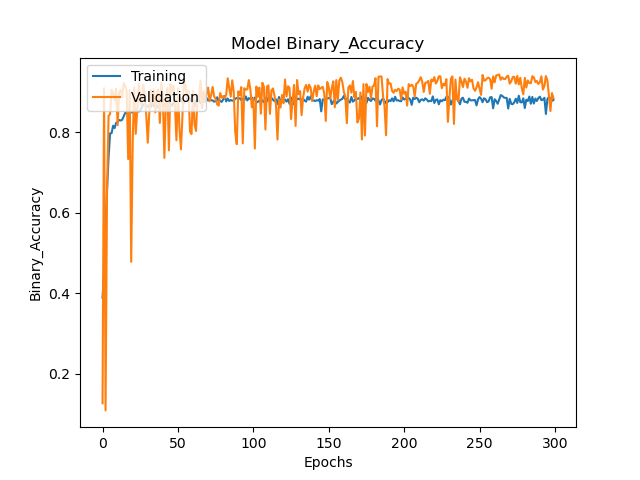 Model Binary_Accuracy
Training
Validation
Binary_Accuracy
0.8
0.6
0.4
0.2
0 50 100 150 200 250 300
Epochs